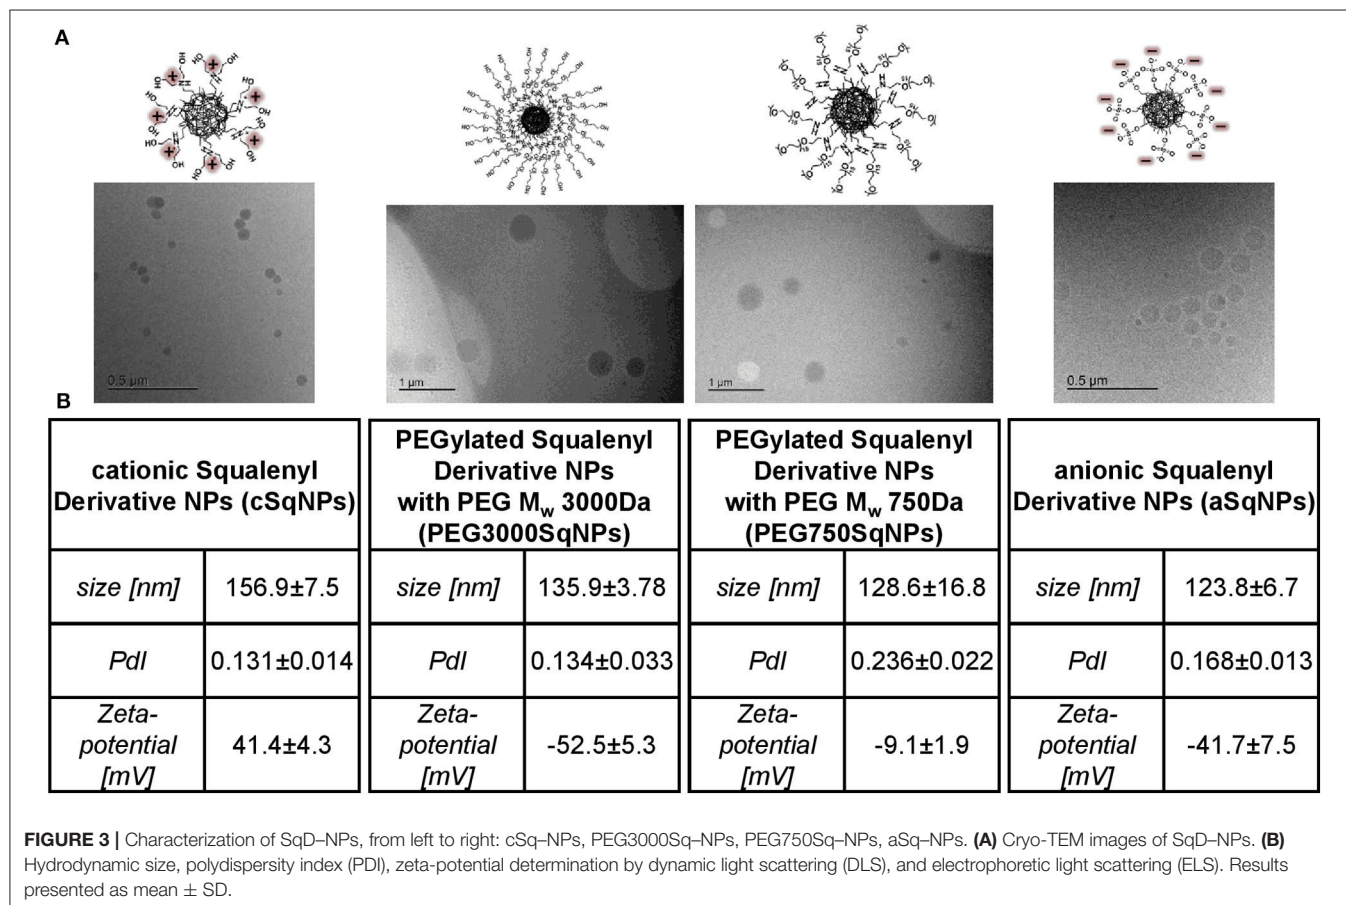 A
0.5 µm
1 µm
1 µm
0.5 µm
B
cationic Squalenyl
Derivative NPs (cSqNPs)
size [nm] 156.9±7.5
PdI 0.131±0.014
Zeta-
potential
[mV]
41.4±4.3
PEGylated Squalenyl
Derivative NPs
with PEG Mw 3000Da
(PEG3000SqNPs)
size [nm] 135.9±3.78
PdI 0.134±0.033
Zeta-
potential
[mV]
-52.5±5.3
PEGylated Squalenyl
Derivative NPs
with PEG Mw 750Da
(PEG750SqNPs)
size [nm] 128.6±16.8
PdI 0.236±0.022
Zeta-
potential
[mV]
-9.1±1.9
anionic Squalenyl
Derivative NPs (aSqNPs)
size [nm] 123.8±6.7
PdI 0.168±0.013
Zeta-
potential
[mV]
-41.7±7.5
FIGURE 3 | Characterization of SqD–NPs, from left to right: cSq–NPs, PEG3000Sq–NPs, PEG750Sq–NPs, aSq–NPs. (A) Cryo-TEM images of SqD–NPs. (B)
Hydrodynamic size, polydispersity index (PDI), zeta-potential determination by dynamic light scattering (DLS), and electrophoretic light scattering (ELS). Results
presented as mean ± SD.